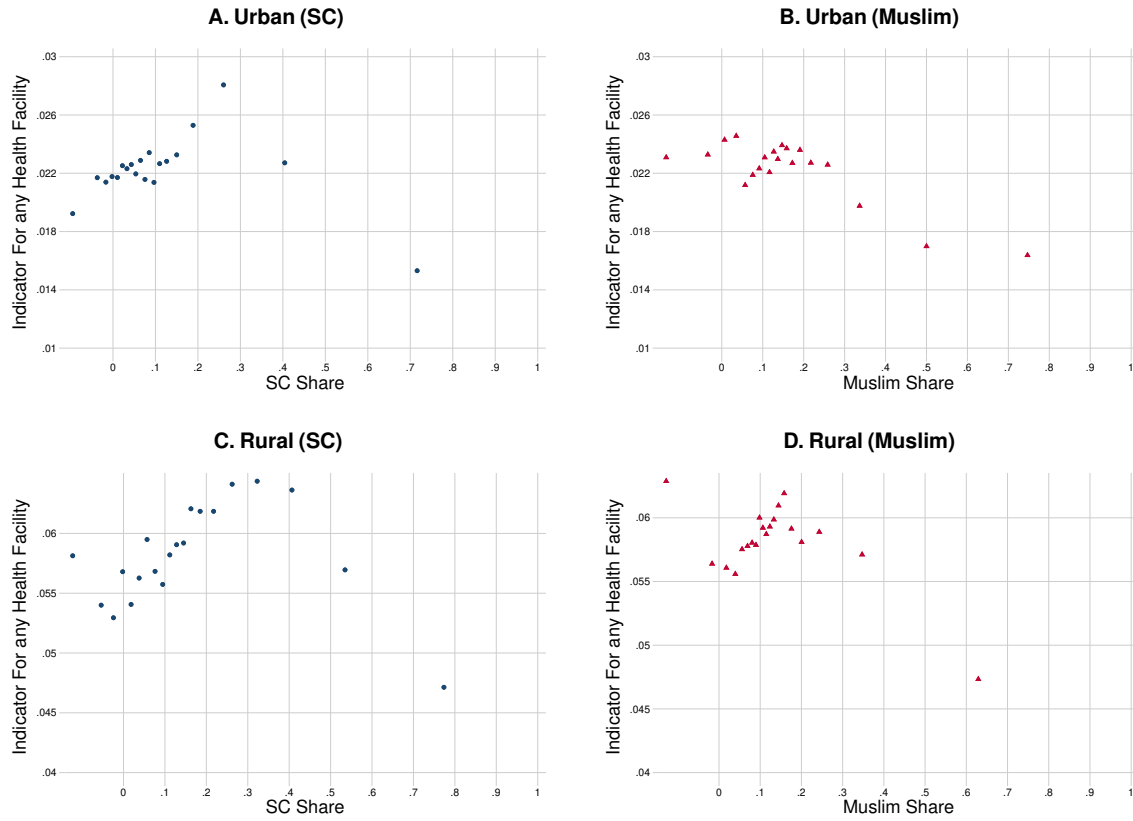 A. Urban (SC)
Indicator For any Health Facility
.03
.026
.022
.018
.014
.01
0 .1 .2 .3 .4 .5 .6 .7 .8 .9 1
SC Share
B. Urban (Muslim)
Indicator For any Health Facility
.03
.026
.022
.018
.014
.01
0 .1 .2 .3 .4 .5 .6 .7 .8 .9 1
Muslim Share
C. Rural (SC)
Indicator For any Health Facility
.06
.055
.05
.045
.04
0 .1 .2 .3 .4 .5 .6 .7 .8 .9 1
SC Share
D. Rural (Muslim)
Indicator For any Health Facility
.06
.055
.05
.045
.04
0 .1 .2 .3 .4 .5 .6 .7 .8 .9 1
Muslim Share